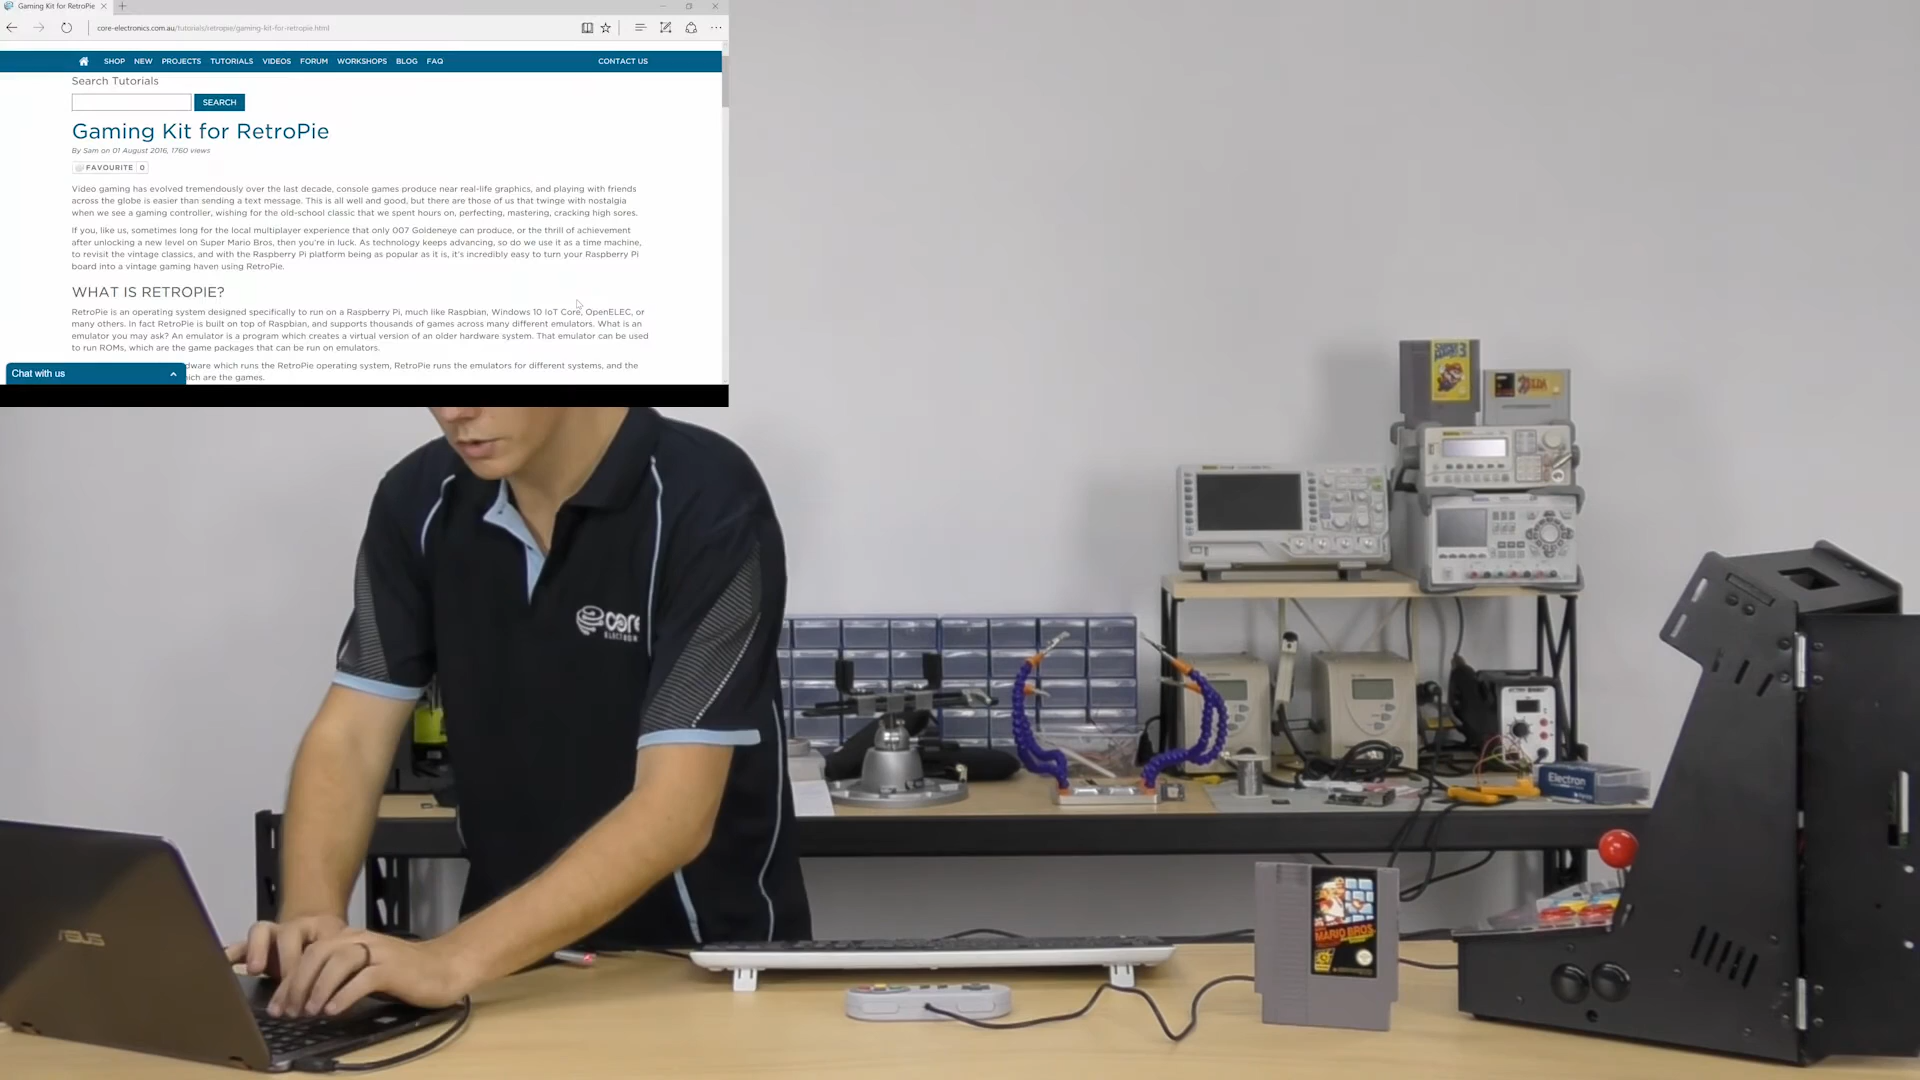 Gaming Kit for RetroPie
core-electronics.com.au/tutorials/retropie/gaming-kit-for-retropie.html
SHOP NEW PROJECTS TUTORIALS VIDEOS FORUM WORKSHOPS BLOG FAQ CONTACT US
Search Tutorials
SEARCH
Gaming Kit for RetroPie
By Sam on 01 August 2016, 1760 views
FAVOURITE 0
Video gaming has evolved tremendously over the last decade, console games produce near real-life graphics, and playing with friends
across the globe is easier than sending a text message. This is all well and good, but there are those of us that twinge with nostalgia
when we see a gaming controller, wishing for the old-school classic that we spent hours on, perfecting, mastering, cracking high sores.
If you, like us, sometimes long for the local multiplayer experience that only 007 Goldeneye can produce, or the thrill of achievement
after unlocking a new level on Super Mario Bros, then you're in luck. As technology keeps advancing, so do we use it as a time machine,
to revisit the vintage classics, and with the Raspberry Pi platform being as popular as it is, it's incredibly easy to turn your Raspberry Pi
board into a vintage gaming haven using RetroPie.
WHAT IS RETROPIE?
RetroPie is an operating system designed specifically to run on a Raspberry Pi, much like Raspbian, Windows 10 IoT Core, OpenELEC, or
many others. In fact RetroPie is built on top of Raspbian, and supports thousands of games across many different emulators. What is an
emulator you may ask? An emulator is a program which creates a virtual version of an older hardware system. That emulator can be used
to run ROMs, which are the game packages that can be run on emulators.
dware which runs the RetroPie operating system, RetroPie runs the emulators for different systems, and the
ich are the games.
Chat with us
core
ELECTRON
ASUS
3
ZELDA
Electron
MARIO BROS.